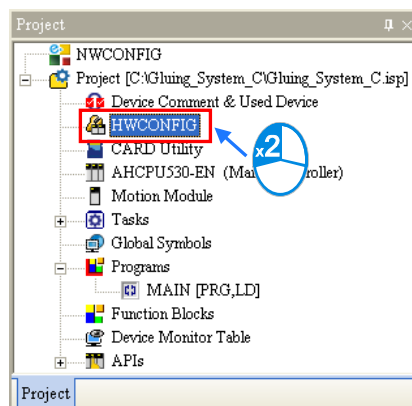 Project
NWCONFIG
Project [C:\Gluing_System_C\Gluing_System_C.isp]
Device Comment & Used Device
HWCONFIG
CARD Utility
x2
AHCPU530-EN (Ma roller)
Motion Module
Tasks
Global Symbols
Programs
MAIN [PRG,LD]
Function Blocks
Device Monitor Table
APIs
Project